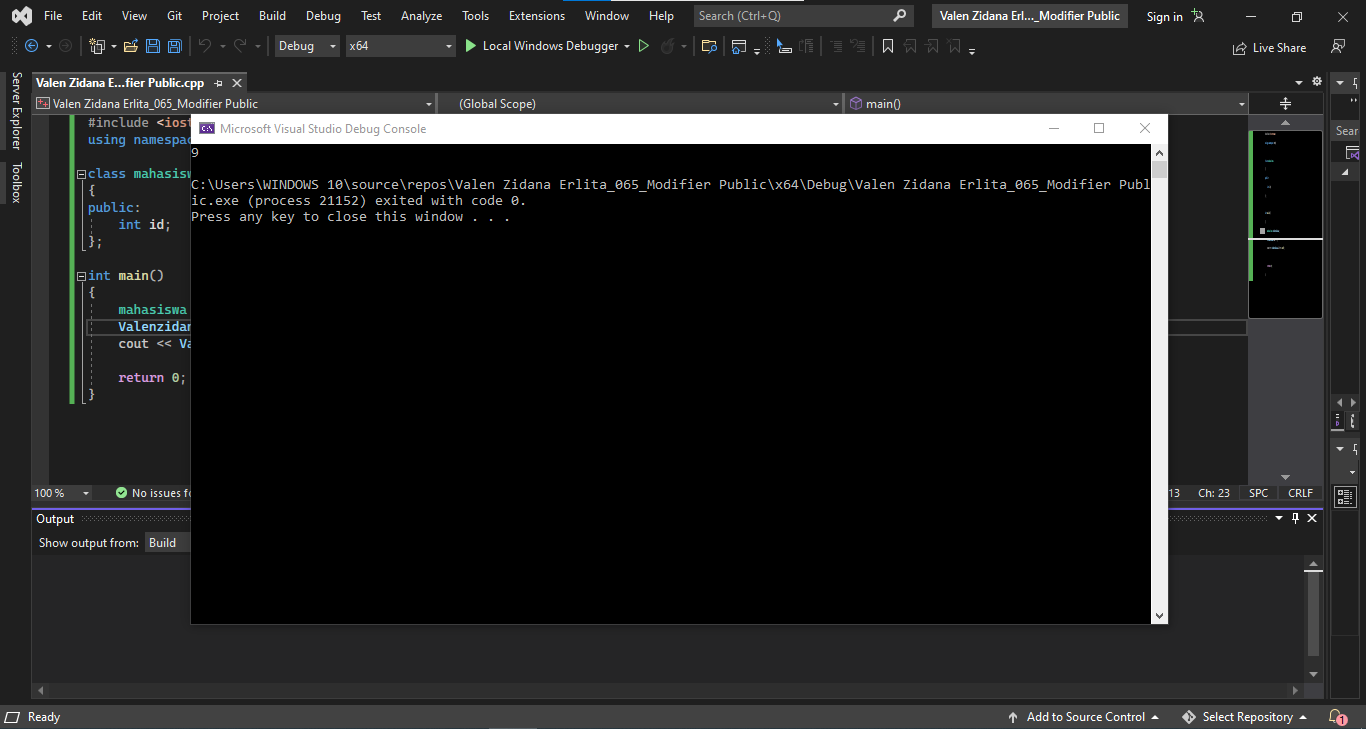 File Edit View Git Project Build Debug Test Analyze Tools Extensions Window Help Search (Ctrl+Q) Valen Zidana Erl..._Modifier Public Sign in
Debug x64 Local Windows Debugger Live Share
Server Explorer
Toolbox
Valen Zidana E...fier Public.cpp
Valen Zidana Erlita_065_Modifier Public (Global Scope) main()
#include <iost
using namespac
class mahasisw
{
public:
int id;
};
int main()
{
mahasiswa
Valenzidan
cout << Va
return 0;
}
Microsoft Visual Studio Debug Console
9
C:\Users\WINDOWS 10\source\repos\Valen Zidana Erlita_065_Modifier Public\x64\Debug\Valen Zidana Erlita_065_Modifier Publ
ic.exe (process 21152) exited with code 0.
Press any key to close this window . . .
Sear
100 % No issues fo 13 Ch: 23 SPC CRLF
Output
Show output from: Build
Ready Add to Source Control Select Repository 1